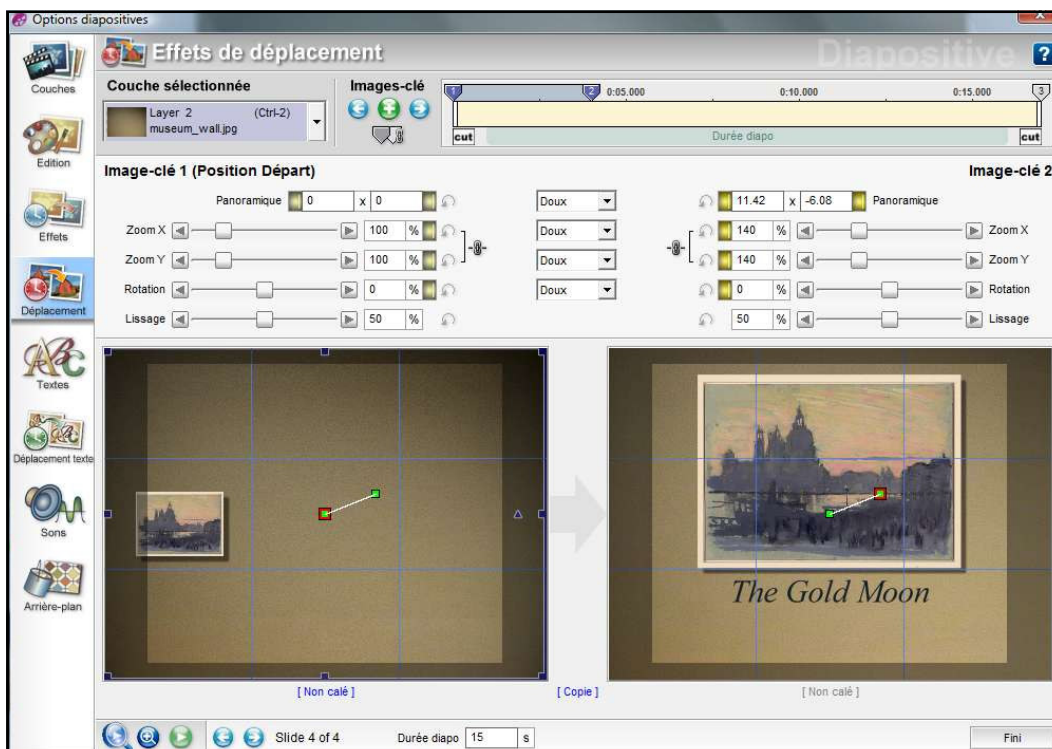 Options diapositives
Couches
Edition
Effets
Déplacement
Textes
Déplacement texte
Sons
Arrière-plan
Effets de déplacement
Diapositive
?
Couche sélectionnée
Layer 2 (Ctrl-2)
museum_wall.jpg
Images-clé
1 2 0:05.000 0:10.000 0:15.000 3
cut Durée diapo cut
Image-clé 1 (Position Départ) Image-clé 2
Panoramique 0 x 0 Doux 11.42 x -6.08 Panoramique
Zoom X 100 % Doux 140 % Zoom X
Zoom Y 100 % Doux 140 % Zoom Y
Rotation 0 % Doux 0 % Rotation
Lissage 50 % 50 % Lissage
The Gold Moon
[ Non calé ] [ Copie ] [ Non calé ]
Slide 4 of 4 Durée diapo 15 s Fini